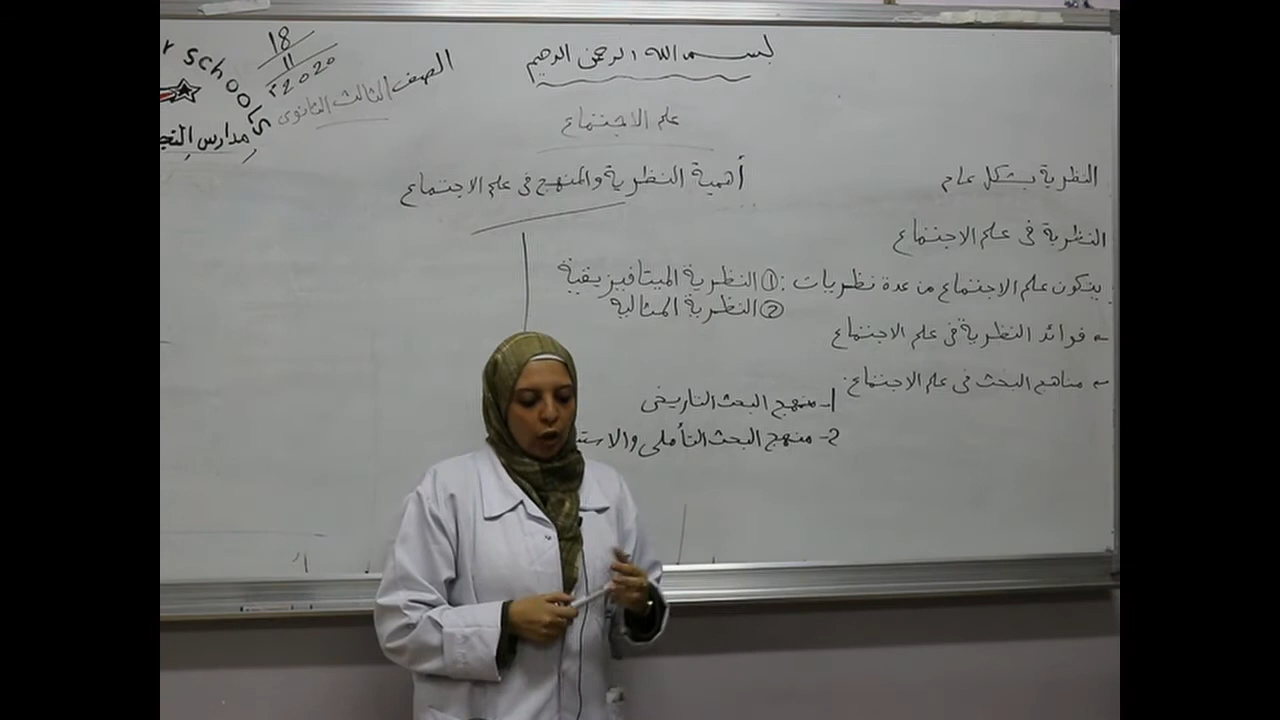 بسم الله الرحمن الرحيم
18
11
2020م
الصف الثالث الثانوى
r schools
مدارس التج
علم الاجتماع
أهمية النظرية والمنهج فى علم الاجتماع
النظرية بشكل عام
النظرية فى علم الاجتماع
يتكون علم الاجتماع من عدة نظريات : ① النظرية الميتافيزيقية
② النظرية المثالية
فوائد النظرية فى علم الاجتماع
مناهج البحث فى علم الاجتماع.
1- منهج البحث التاريخى
2- منهج البحث التأملى